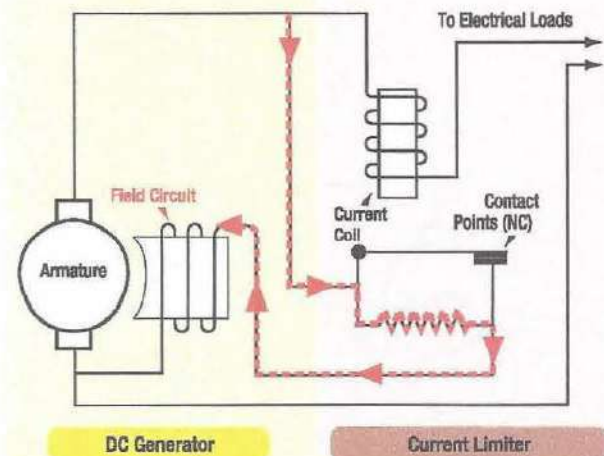 To Electrical Loads
Field Circuit
Current
Coil
Contact
Points (NC)
Armature
DC Generator
Current Limiter